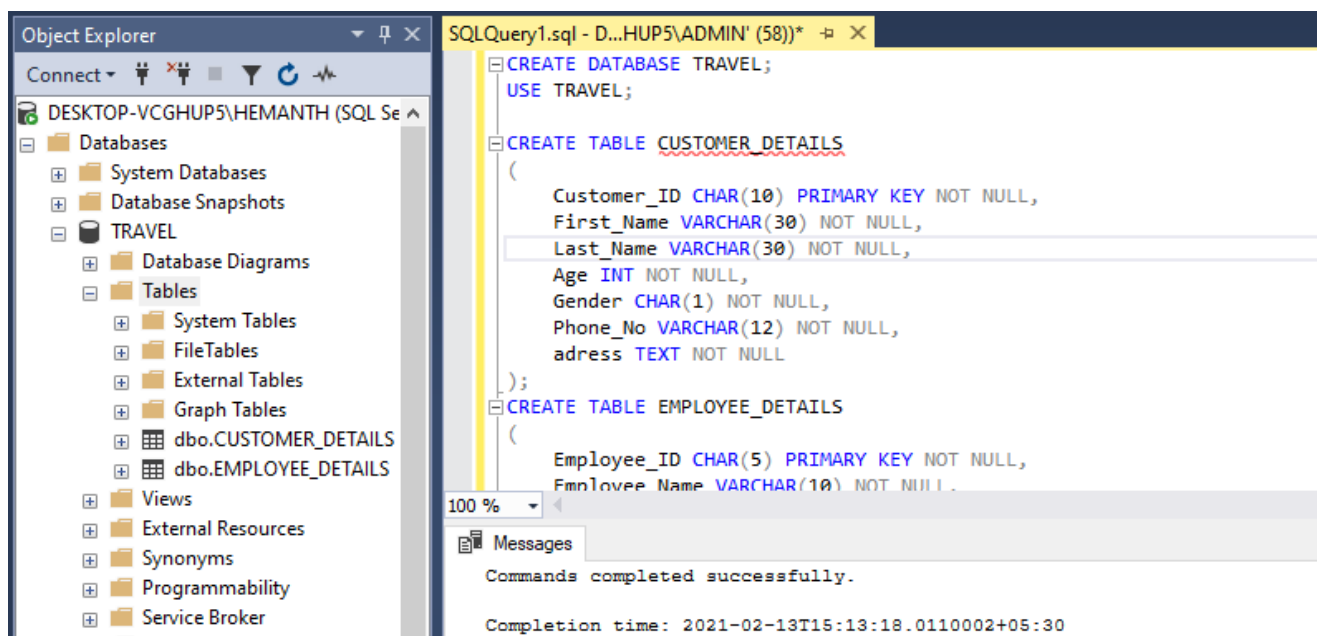 Object Explorer
Connect
DESKTOP-VCGHUP5\HEMANTH (SQL Se
Databases
System Databases
Database Snapshots
TRAVEL
Database Diagrams
Tables
System Tables
FileTables
External Tables
Graph Tables
dbo.CUSTOMER_DETAILS
dbo.EMPLOYEE_DETAILS
Views
External Resources
Synonyms
Programmability
Service Broker
SQLQuery1.sql - D...HUP5\ADMIN' (58))*
CREATE DATABASE TRAVEL;
USE TRAVEL;
CREATE TABLE CUSTOMER_DETAILS
(
Customer_ID CHAR(10) PRIMARY KEY NOT NULL,
First_Name VARCHAR(30) NOT NULL,
Last_Name VARCHAR(30) NOT NULL,
Age INT NOT NULL,
Gender CHAR(1) NOT NULL,
Phone_No VARCHAR(12) NOT NULL,
adress TEXT NOT NULL
);
CREATE TABLE EMPLOYEE_DETAILS
(
Employee_ID CHAR(5) PRIMARY KEY NOT NULL,
Employee_Name VARCHAR(10) NOT NULL,
100 %
Messages
Commands completed successfully.
Completion time: 2021-02-13T15:13:18.0110002+05:30